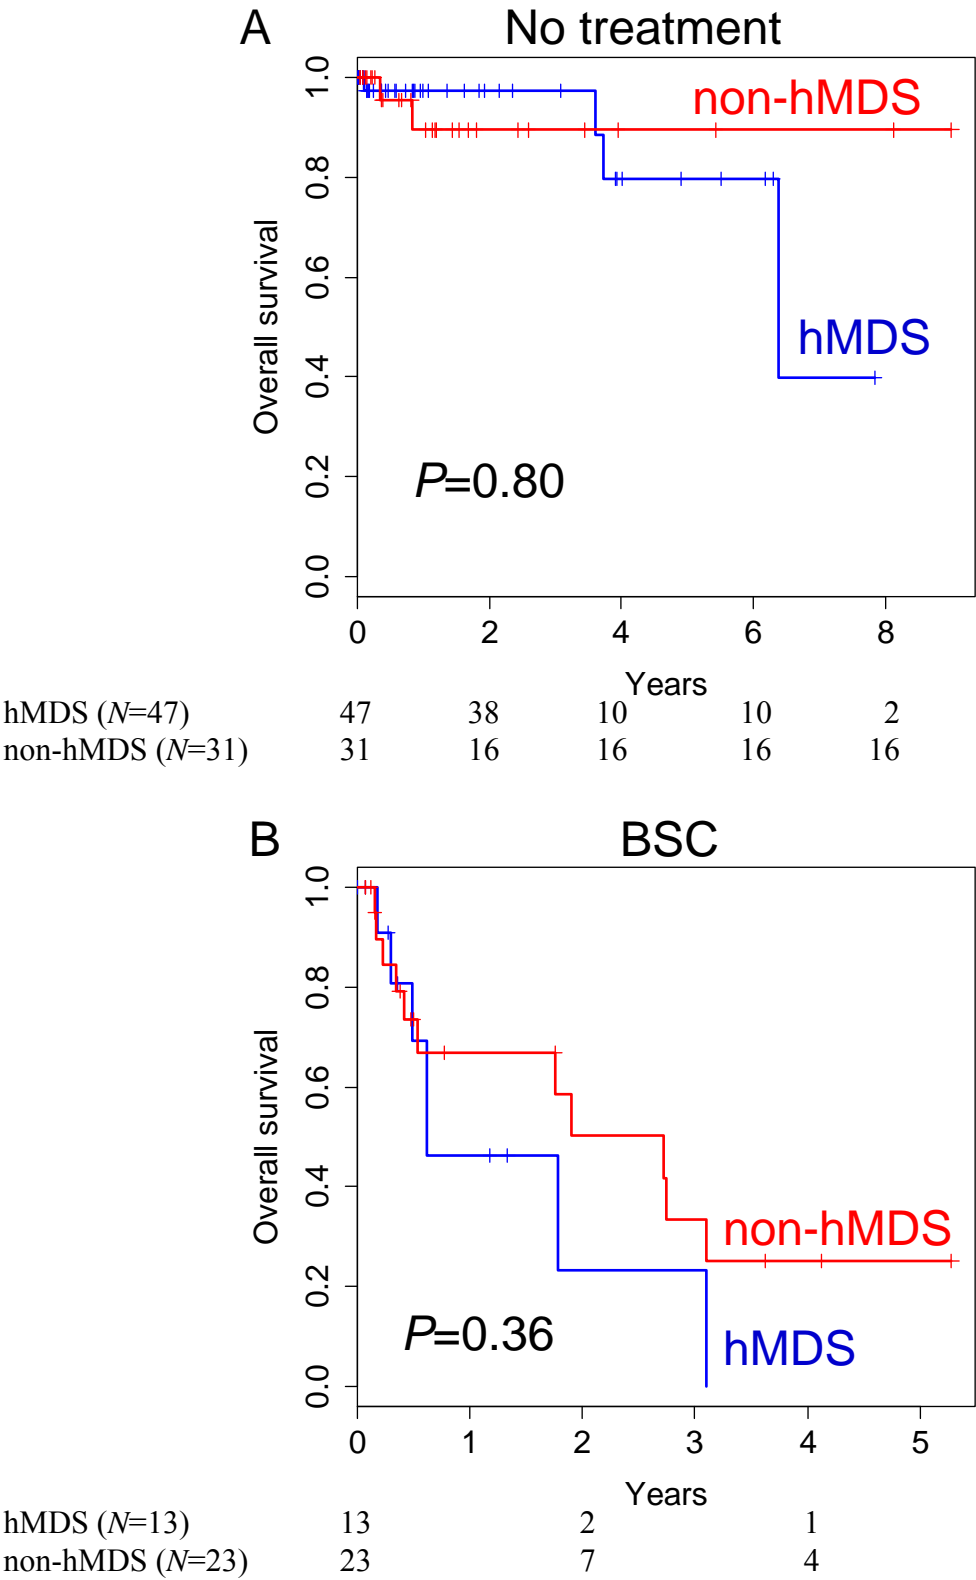 A No treatment
1.0
0.8
0.6
0.4
0.2
0.0
Overall survival
non-hMDS
hMDS
P=0.80
0 2 4 6 8
Years
hMDS (N=47) 47 38 10 10 2
non-hMDS (N=31) 31 16 16 16 16
B BSC
1.0
0.8
0.6
0.4
0.2
0.0
Overall survival
non-hMDS
hMDS
P=0.36
0 1 2 3 4 5
Years
hMDS (N=13) 13 2 1
non-hMDS (N=23) 23 7 4